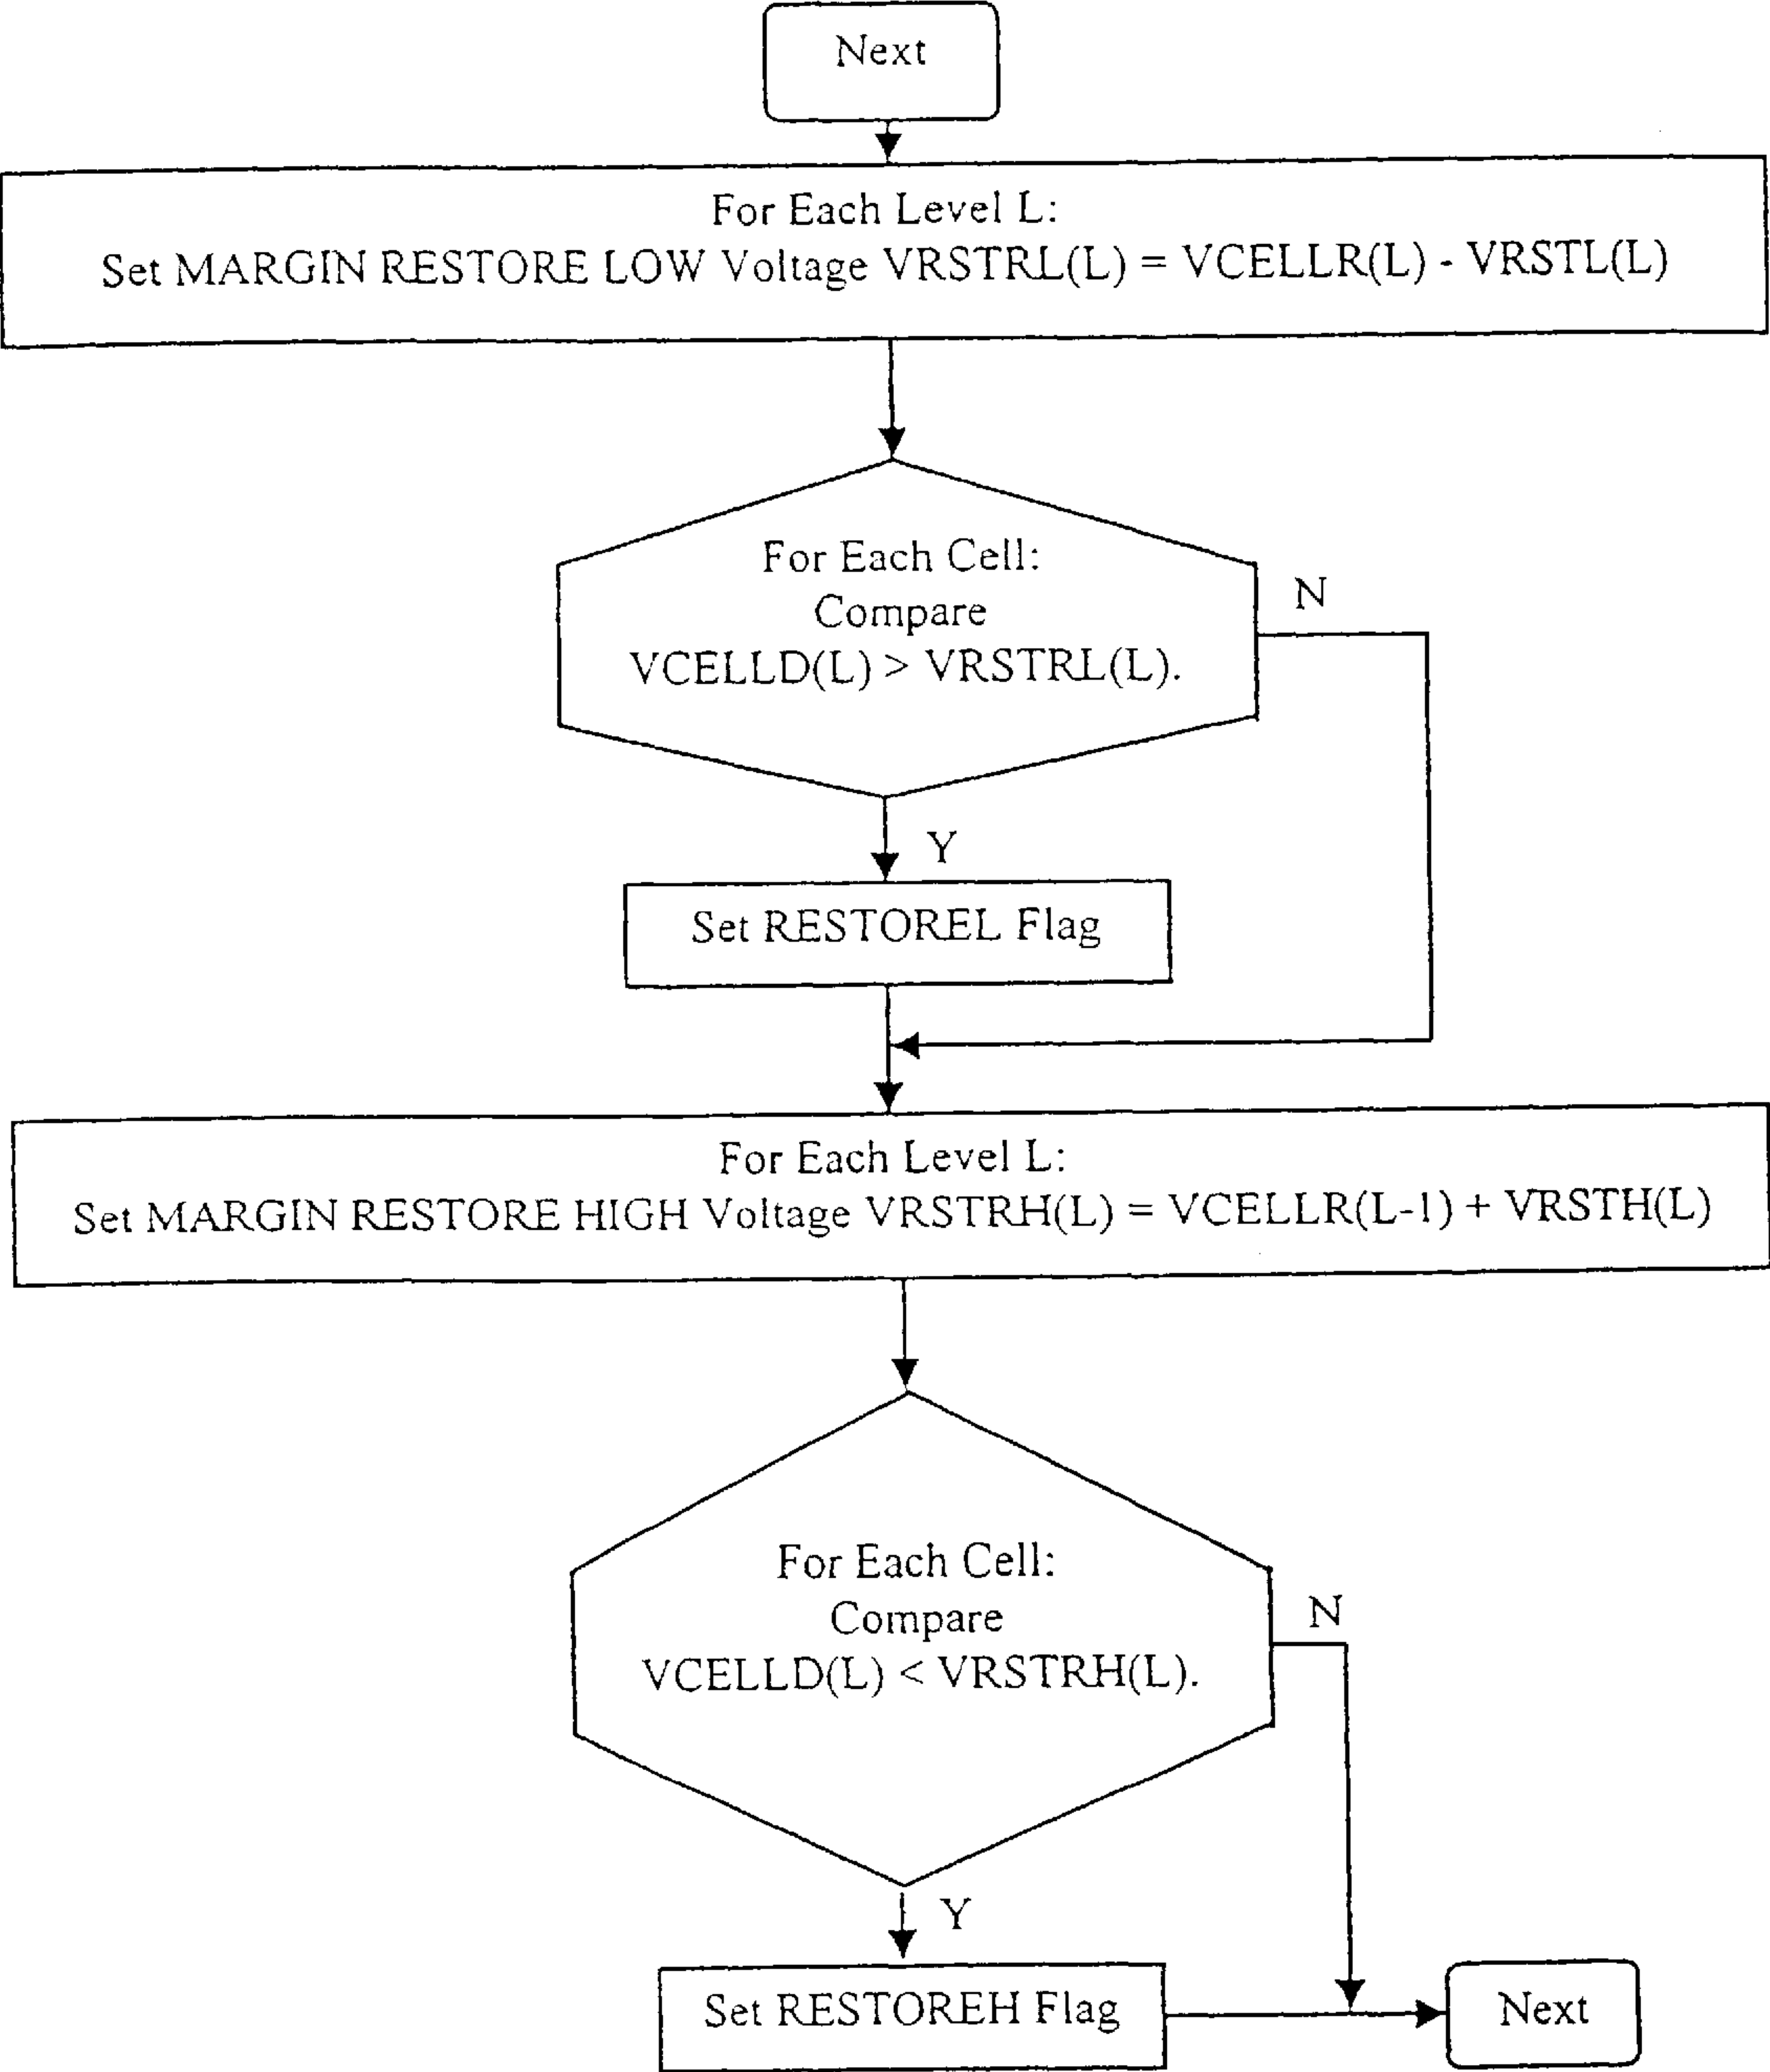 Next
For Each Level L:
Set MARGIN RESTORE LOW Voltage VRSTRL(L) = VCELLR(L) - VRSTL(L)
For Each Cell:
Compare
VCELLD(L) > VRSTRL(L).
N
Y
Set RESTOREL Flag
For Each Level L:
Set MARGIN RESTORE HIGH Voltage VRSTRH(L) = VCELLR(L-1) + VRSTH(L)
For Each Cell:
Compare
VCELLD(L) < VRSTRH(L).
N
Y
Set RESTOREH Flag
Next